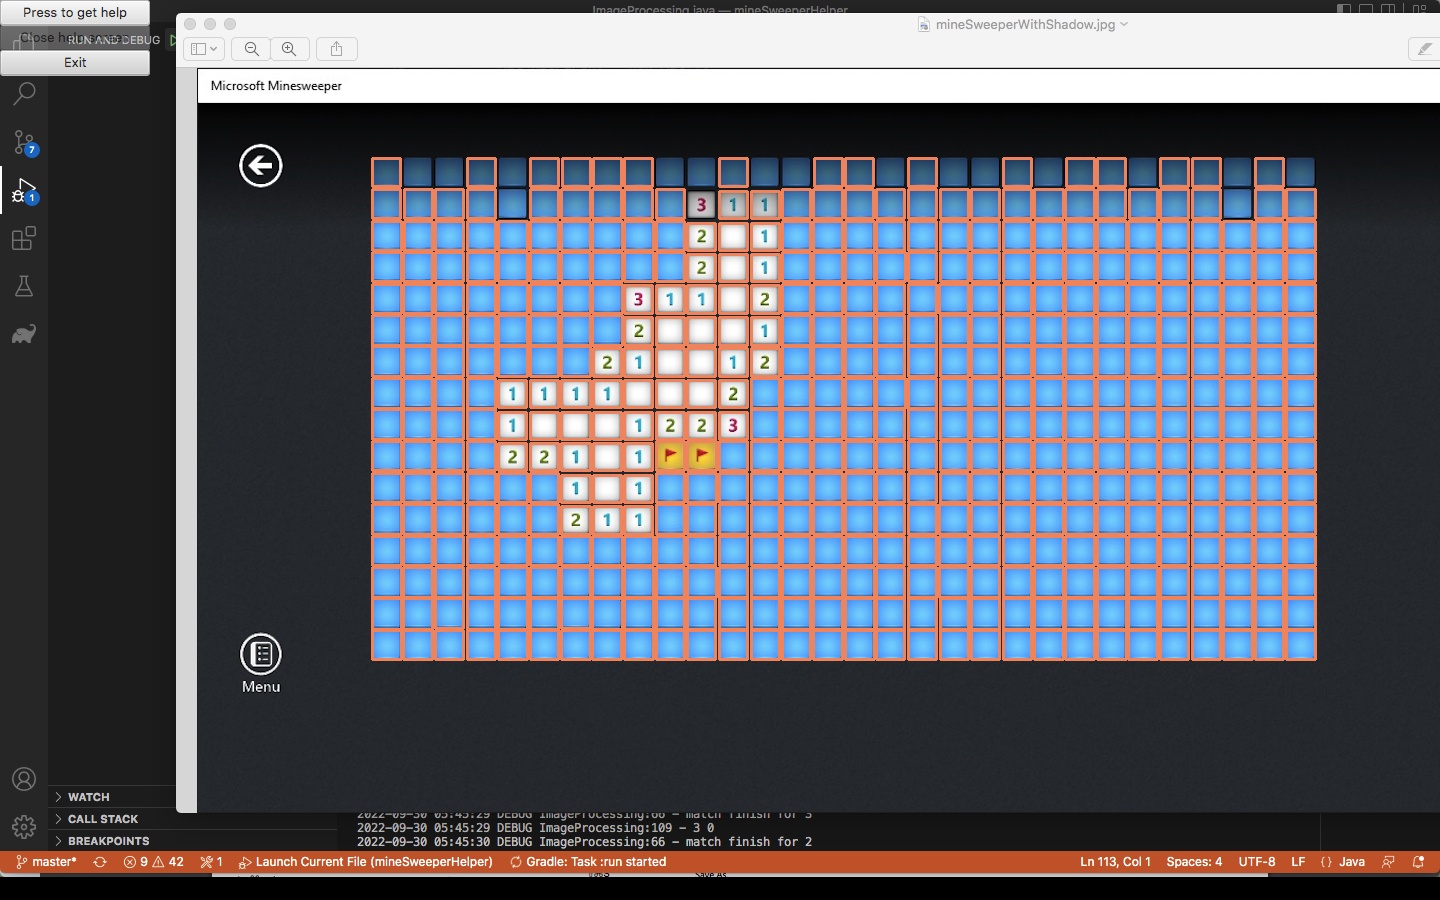 Press to get help
ImageProcessing.java — mineSweeperHelper
Close help
RUN AND DEBUG
Exit
mineSweeperWithShadow.jpg
Microsoft Minesweeper
7
1
3 1 1
2 1
2 1
3 1 1 2
2 1
2 1 1 2
1 1 1 1 2
1 1 2 2 3
2 2 1 1
1 1
2 1 1
Menu
WATCH
CALL STACK
BREAKPOINTS
2022-09-30 05:45:29 DEBUG ImageProcessing:66 - match finish for 3
2022-09-30 05:45:29 DEBUG ImageProcessing:109 - 3 0
2022-09-30 05:45:30 DEBUG ImageProcessing:66 - match finish for 2
master* 9 42 1 Launch Current File (mineSweeperHelper) Gradle: Task :run started Ln 113, Col 1 Spaces: 4 UTF-8 LF {} Java
Save As